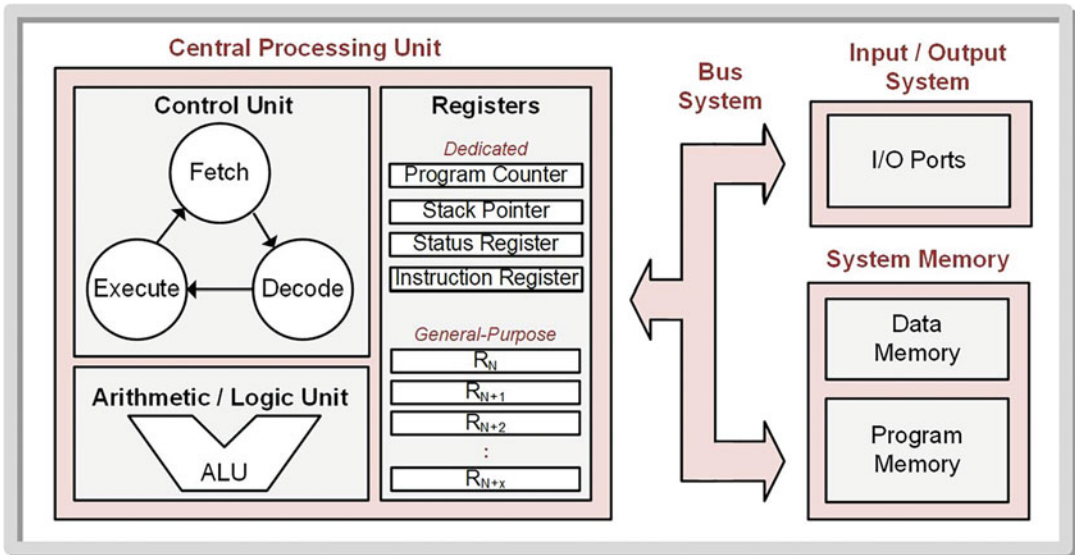 Central Processing Unit
Control Unit
Fetch
Execute
Decode
Arithmetic / Logic Unit
ALU
Registers
Dedicated
Program Counter
Stack Pointer
Status Register
Instruction Register
General-Purpose
R_N
R_N+1
R_N+2
:
R_N+x
Bus
System
Input / Output
System
I/O Ports
System Memory
Data
Memory
Program
Memory